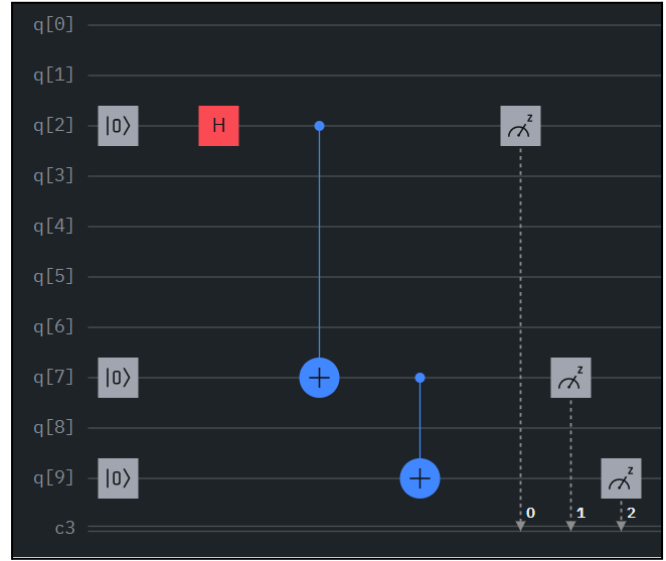 q[0]
q[1]
q[2] |0⟩ H z
q[3]
q[4]
q[5]
q[6]
q[7] |0⟩ + z
q[8]
q[9] |0⟩ + z
0 1 2
c3